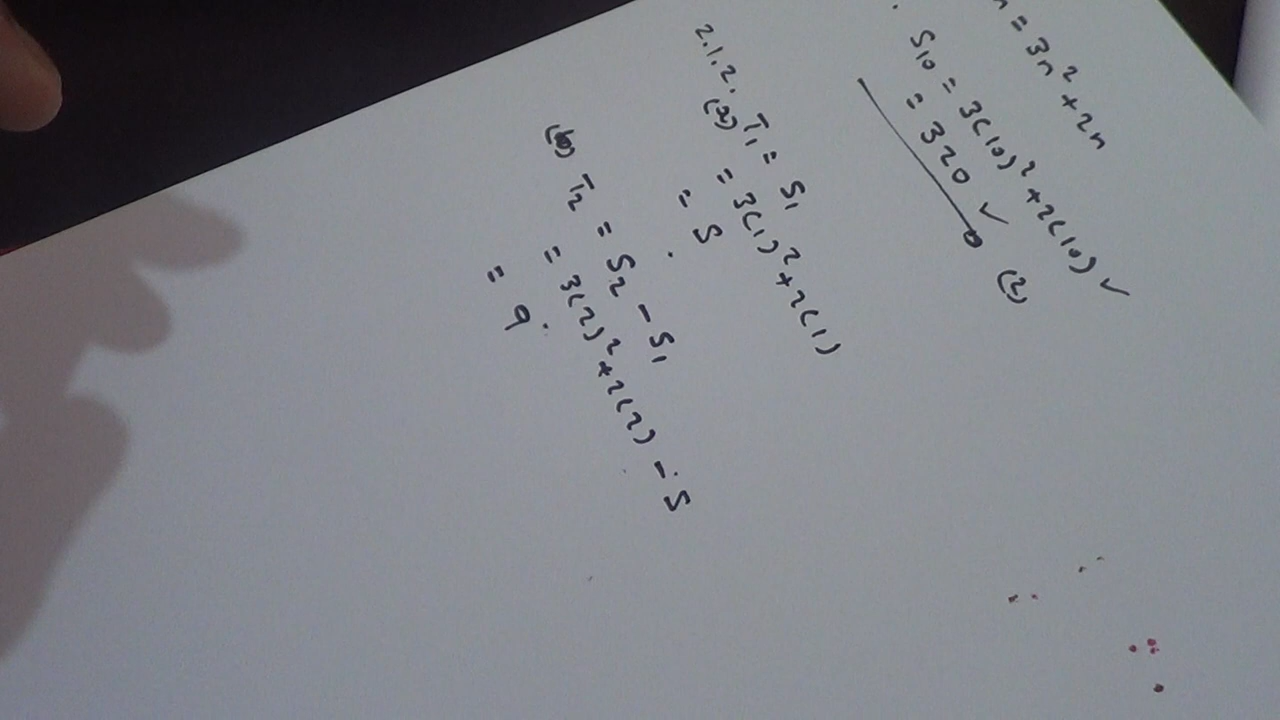 n = 3n² + 2n
S₁₀ = 3(10)² + 2(10) ✓
= 320 ✓ (2)
2.1.2. (a) T₁ = S₁
= 3(1)² + 2(1)
= 5
(b) T₂ = S₂ - S₁
= 3(2)² + 2(2) - 5
= 9.